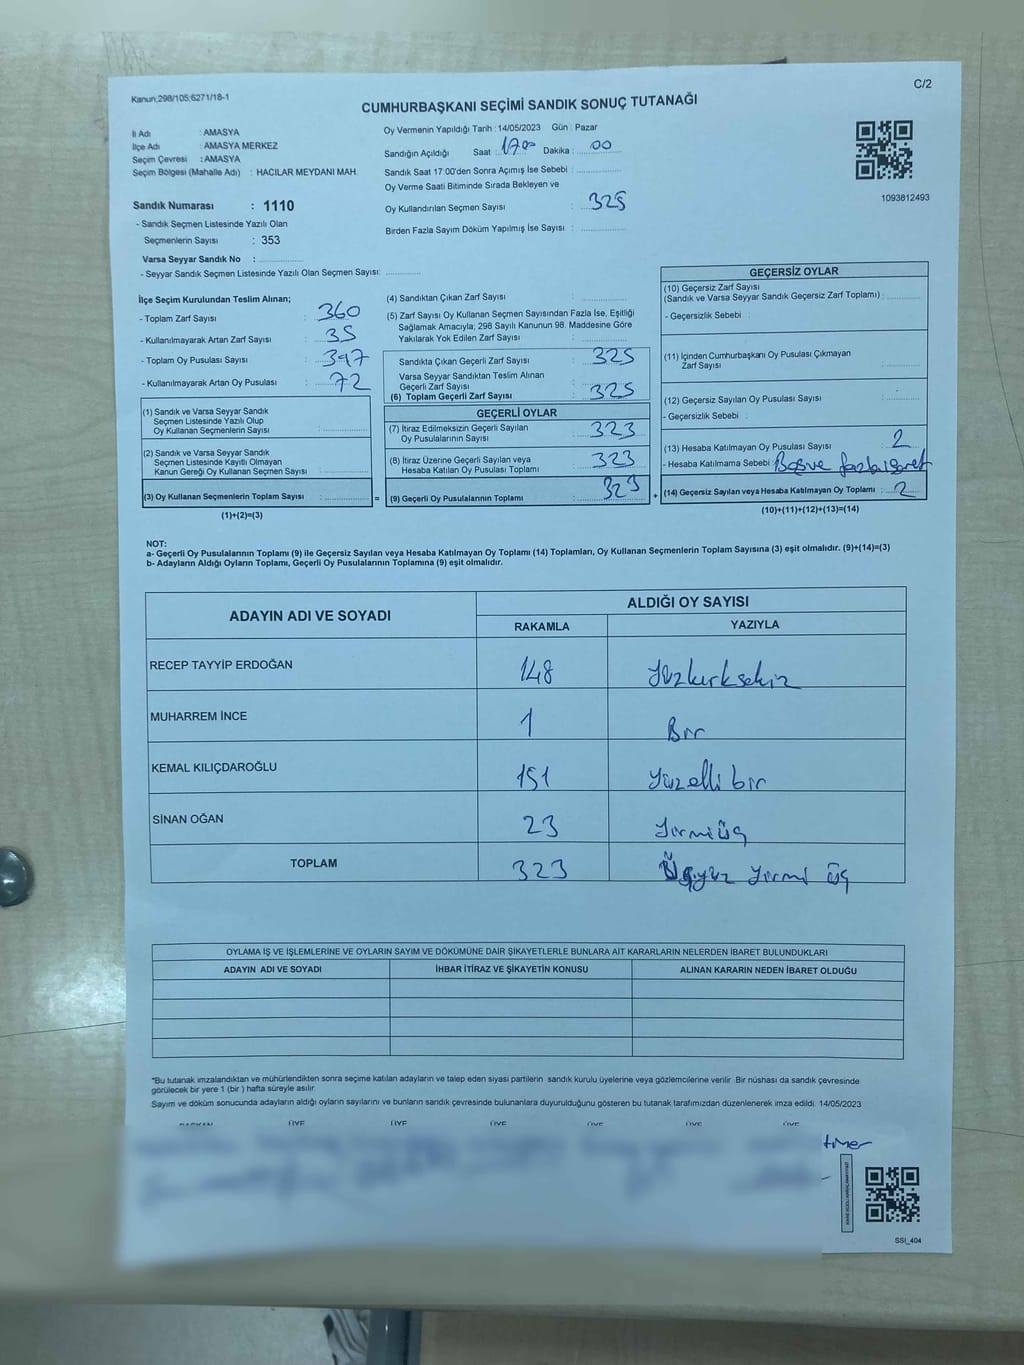 Kanun;298/105;6271/18-1
C/2
CUMHURBAŞKANI SEÇİMİ SANDIK SONUÇ TUTANAĞI
İl Adı : AMASYA
İlçe Adı : AMASYA MERKEZ
Seçim Çevresi : AMASYA
Seçim Bölgesi (Mahalle Adı) : HACILAR MEYDANI MAH.
Sandık Numarası : 1110
- Sandık Seçmen Listesinde Yazılı Olan
Seçmenlerin Sayısı : 353
Varsa Seyyar Sandık No :
- Seyyar Sandık Seçmen Listesinde Yazılı Olan Seçmen Sayısı:
Oy Vermenin Yapıldığı Tarih : 14/05/2023 Gün : Pazar
Sandığın Açıldığı Saat : 1700 Dakika : 00
Sandık Saat 17:00'den Sonra Açımış İse Sebebi :
Oy Verme Saati Bitiminde Sırada Bekleyen ve
Oy Kullandırılan Seçmen Sayısı : 325
Birden Fazla Sayım Döküm Yapılmış İse Sayısı :
1093812493
İlçe Seçim Kurulundan Teslim Alınan;
- Toplam Zarf Sayısı : 360
- Kullanılmayarak Artan Zarf Sayısı : 35
- Toplam Oy Pusulası Sayısı : 397
- Kullanılmayarak Artan Oy Pusulası : 72
(1) Sandık ve Varsa Seyyar Sandık
Seçmen Listesinde Yazılı Olup
Oy Kullanan Seçmenlerin Sayısı :
(2) Sandık ve Varsa Seyyar Sandık
Seçmen Listesinde Kayıtlı Olmayan
Kanun Gereği Oy Kullanan Seçmen Sayısı :
(3) Oy Kullanan Seçmenlerin Toplam Sayısı : =
(1)+(2)=(3)
(4) Sandıktan Çıkan Zarf Sayısı :
(5) Zarf Sayısı Oy Kullanan Seçmen Sayısından Fazla İse, Eşitliği
Sağlamak Amacıyla; 298 Sayılı Kanunun 98. Maddesine Göre
Yakılarak Yok Edilen Zarf Sayısı :
Sandıkta Çıkan Geçerli Zarf Sayısı : 325
Varsa Seyyar Sandıktan Teslim Alınan
Geçerli Zarf Sayısı :
(6) Toplam Geçerli Zarf Sayısı : 325
GEÇERLİ OYLAR
(7) İtiraz Edilmeksizin Geçerli Sayılan
Oy Pusulalarının Sayısı : 323
(8) İtiraz Üzerine Geçerli Sayılan veya
Hesaba Katılan Oy Pusulası Toplamı : 323
(9) Geçerli Oy Pusulalarının Toplamı : 323 +
GEÇERSİZ OYLAR
(10) Geçersiz Zarf Sayısı
(Sandık ve Varsa Seyyar Sandık Geçersiz Zarf Toplamı) :
- Geçersizlik Sebebi :
(11) İçinden Cumhurbaşkanı Oy Pusulası Çıkmayan
Zarf Sayısı :
(12) Geçersiz Sayılan Oy Pusulası Sayısı :
- Geçersizlik Sebebi :
(13) Hesaba Katılmayan Oy Pusulası Sayısı : 2
- Hesaba Katılmama Sebebi : Boş ve fazla işaret
(14) Geçersiz Sayılan veya Hesaba Katılmayan Oy Toplamı : 2
(10)+(11)+(12)+(13)=(14)
NOT:
a- Geçerli Oy Pusulalarının Toplamı (9) ile Geçersiz Sayılan veya Hesaba Katılmayan Oy Toplamı (14) Toplamları, Oy Kullanan Seçmenlerin Toplam Sayısına (3) eşit olmalıdır. (9)+(14)=(3)
b- Adayların Aldığı Oyların Toplamı, Geçerli Oy Pusulalarının Toplamına (9) eşit olmalıdır.
ADAYIN ADI VE SOYADI
ALDIĞI OY SAYISI
RAKAMLA YAZIYLA
RECEP TAYYİP ERDOĞAN 148 Yüzkırksekiz
MUHARREM İNCE 1 Bir
KEMAL KILIÇDAROĞLU 151 Yüzelli bir
SİNAN OĞAN 23 Yirmiüç
TOPLAM 323 Üçyüz Yirmi üç
OYLAMA İŞ VE İŞLEMLERİNE VE OYLARIN SAYIM VE DÖKÜMÜNE DAİR ŞİKAYETLERLE BUNLARA AİT KARARLARIN NELERDEN İBARET BULUNDUKLARI
ADAYIN ADI VE SOYADI İHBAR İTİRAZ VE ŞİKAYETİN KONUSU ALINAN KARARIN NEDEN İBARET OLDUĞU
"Bu tutanak imzalandıktan ve mühürlendikten sonra seçime katılan adayların ve talep eden siyasi partilerin sandık kurulu üyelerine veya gözlemcilerine verilir. Bir nüshası da sandık çevresinde
görülecek bir yere 1 (bir ) hafta süreyle asılır.
Sayım ve döküm sonucunda adayların aldığı oyların sayılarını ve bunların sandık çevresinde bulunanlara duyurulduğunu gösteren bu tutanak tarafımızdan düzenlenerek imza edildi. 14/05/2023
BAŞKAN ÜYE ÜYE ÜYE ÜYE ÜYE ÜYE
SSI_404